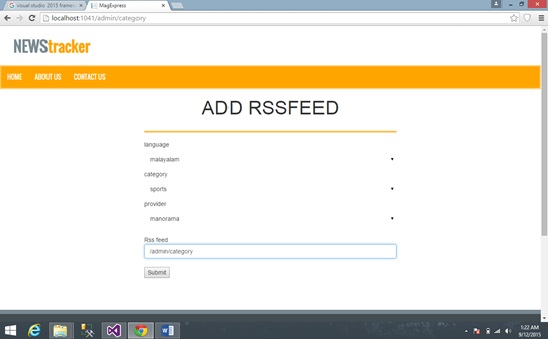 visual studio 2015 frame
MagExpress
localhost:1041/admin/category
NEWStracker
HOME ABOUT US CONTACT US
ADD RSSFEED
language
malayalam
category
sports
provider
manorama
Rss feed
/admin/category
Submit
1:22 AM
9/12/2015